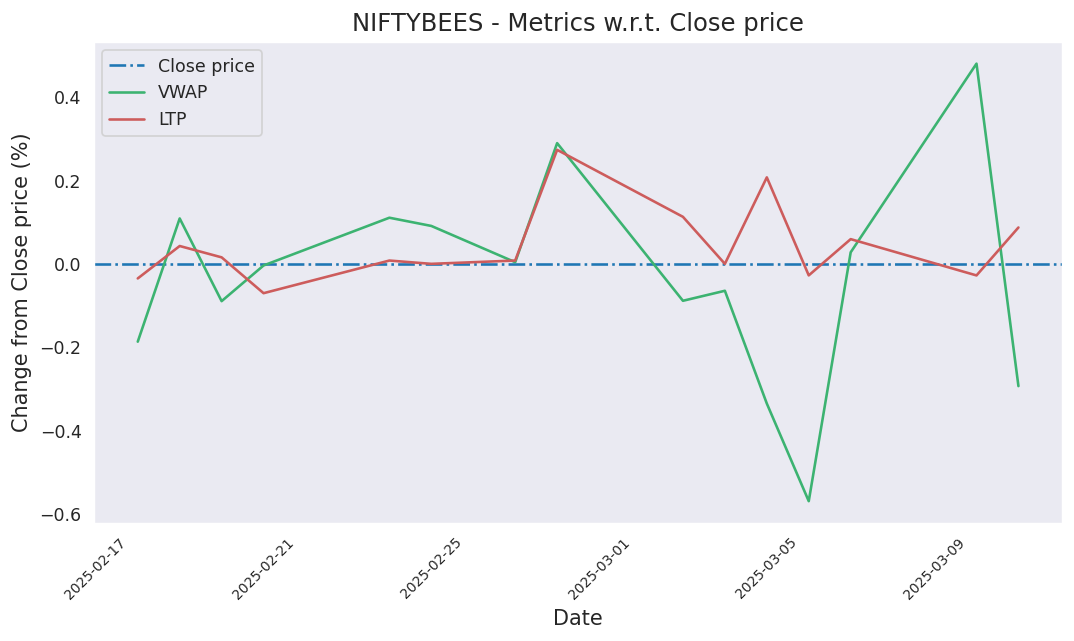 NIFTYBEES - Metrics w.r.t. Close price
Close price
VWAP
LTP
Change from Close price (%)
0.4
0.2
0.0
−0.2
−0.4
−0.6
2025-02-17
2025-02-21
2025-02-25
2025-03-01
2025-03-05
2025-03-09
Date